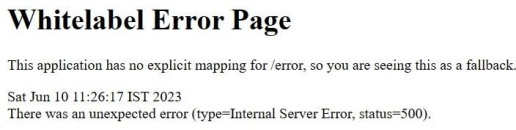 Whitelabel Error Page
This application has no explicit mapping for /error, so you are seeing this as a fallback.
Sat Jun 10 11:26:17 IST 2023
There was an unexpected error (type=Internal Server Error, status=500).